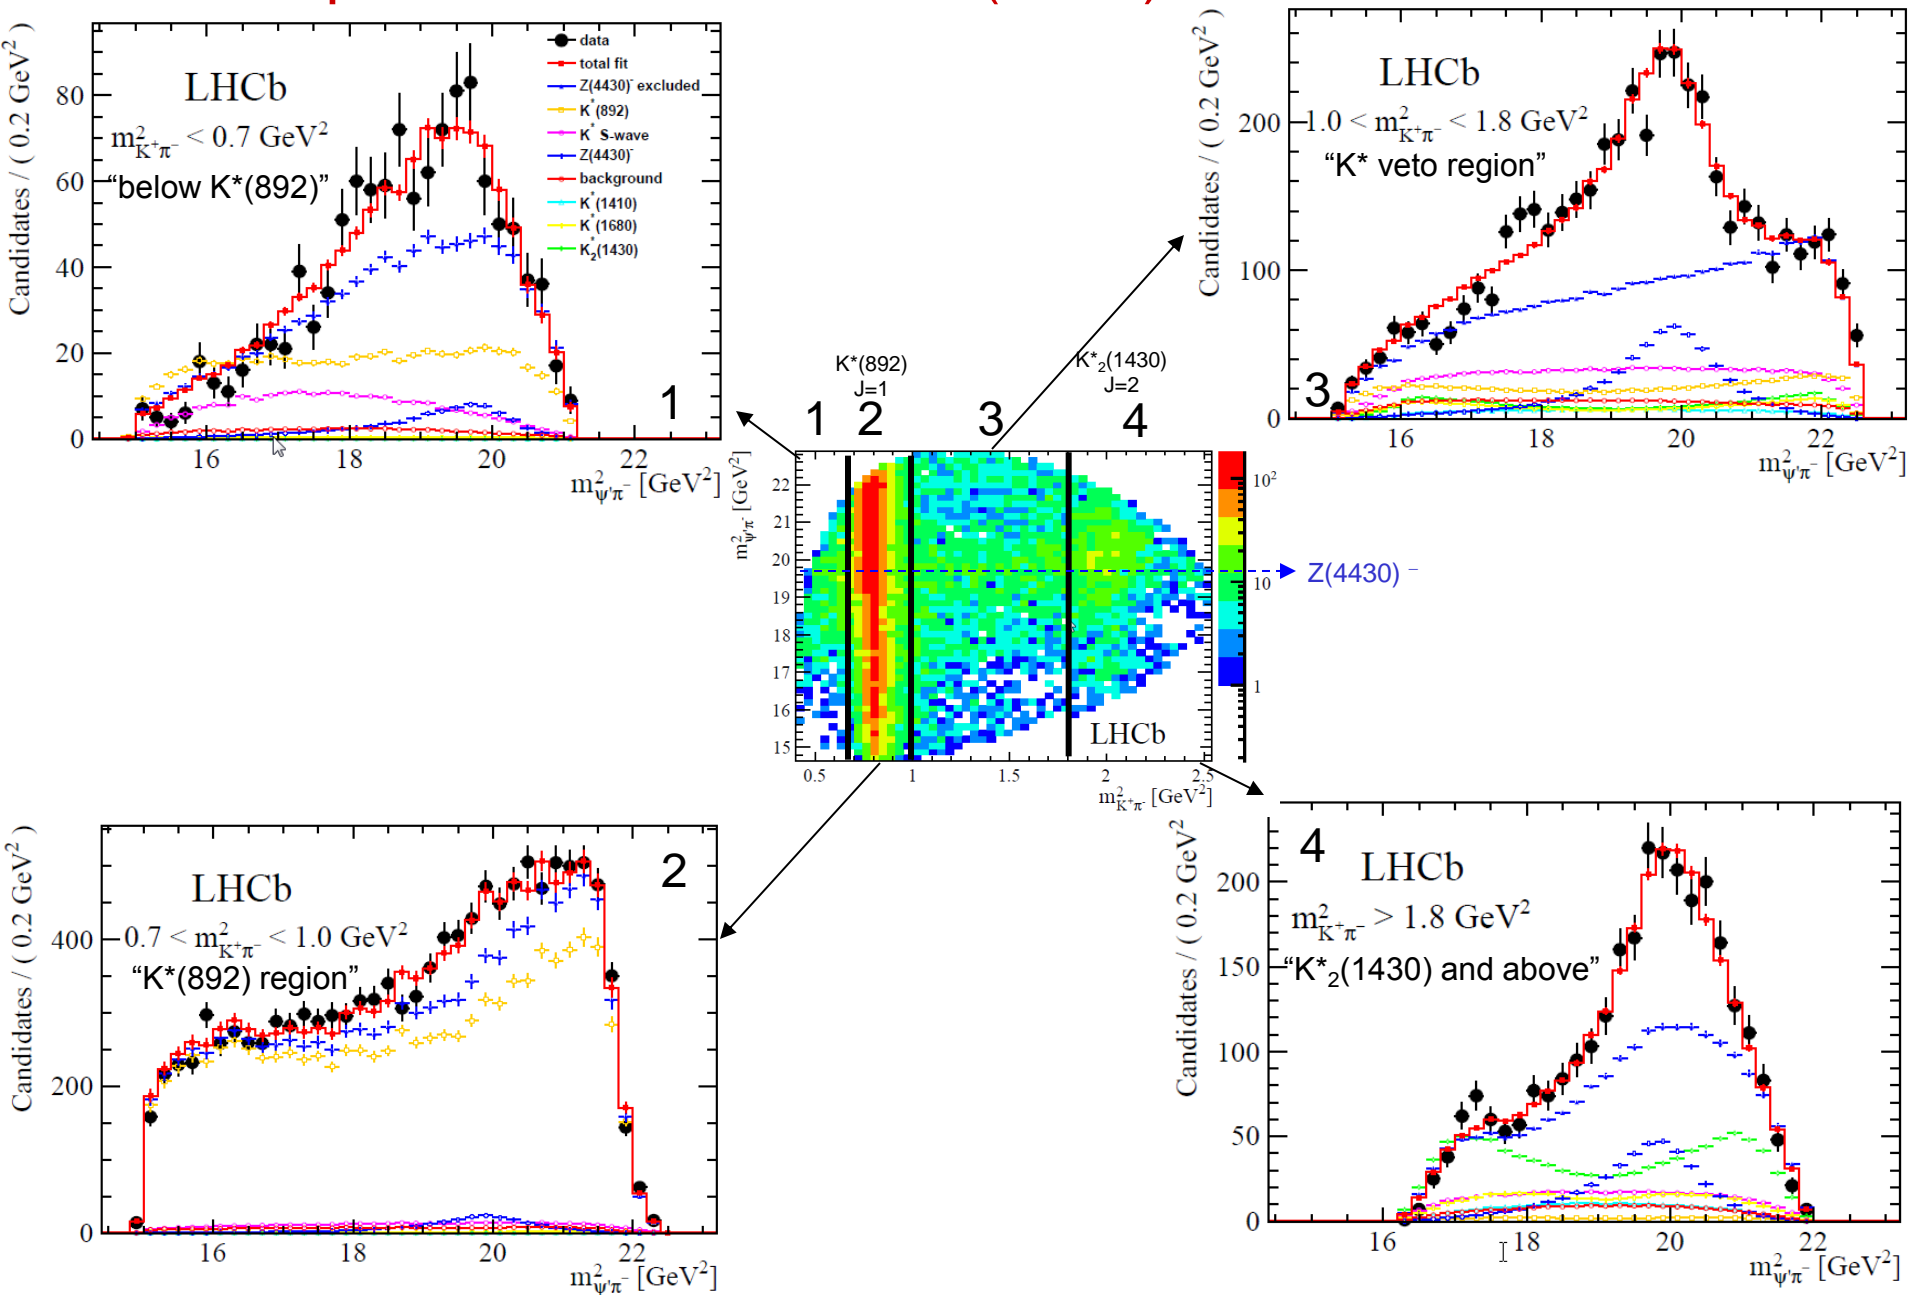 Candidates / ( 0.2 GeV² )
LHCb
m²K⁺π⁻ < 0.7 GeV²
“below K*(892)”
data
total fit
Z(4430)⁻ excluded
K*(892)
K* S-wave
Z(4430)⁻
background
K*(1410)
K*(1680)
K*₂(1430)
80
60
40
20
0
16 18 20 22
m²ψ'π⁻ [GeV²]
1
Candidates / ( 0.2 GeV² )
LHCb
1.0 < m²K⁺π⁻ < 1.8 GeV²
“K* veto region”
200
100
0
16 18 20 22
m²ψ'π⁻ [GeV²]
3
K*(892)
J=1
K*₂(1430)
J=2
1 2 3 4
m²ψ'π⁻ [GeV²]
22
21
20
19
18
17
16
15
0.5 1 1.5 2 2.5
m²K⁺π⁻ [GeV²]
LHCb
10²
10
1
Z(4430) ⁻
Candidates / ( 0.2 GeV² )
LHCb
0.7 < m²K⁺π⁻ < 1.0 GeV²
“K*(892) region”
2
400
200
0
16 18 20 22
m²ψ'π⁻ [GeV²]
Candidates / ( 0.2 GeV²
4
LHCb
m²K⁺π⁻ > 1.8 GeV²
“K*₂(1430) and above”
200
150
100
50
0
16 18 20 22
m²ψ'π⁻ [GeV²]